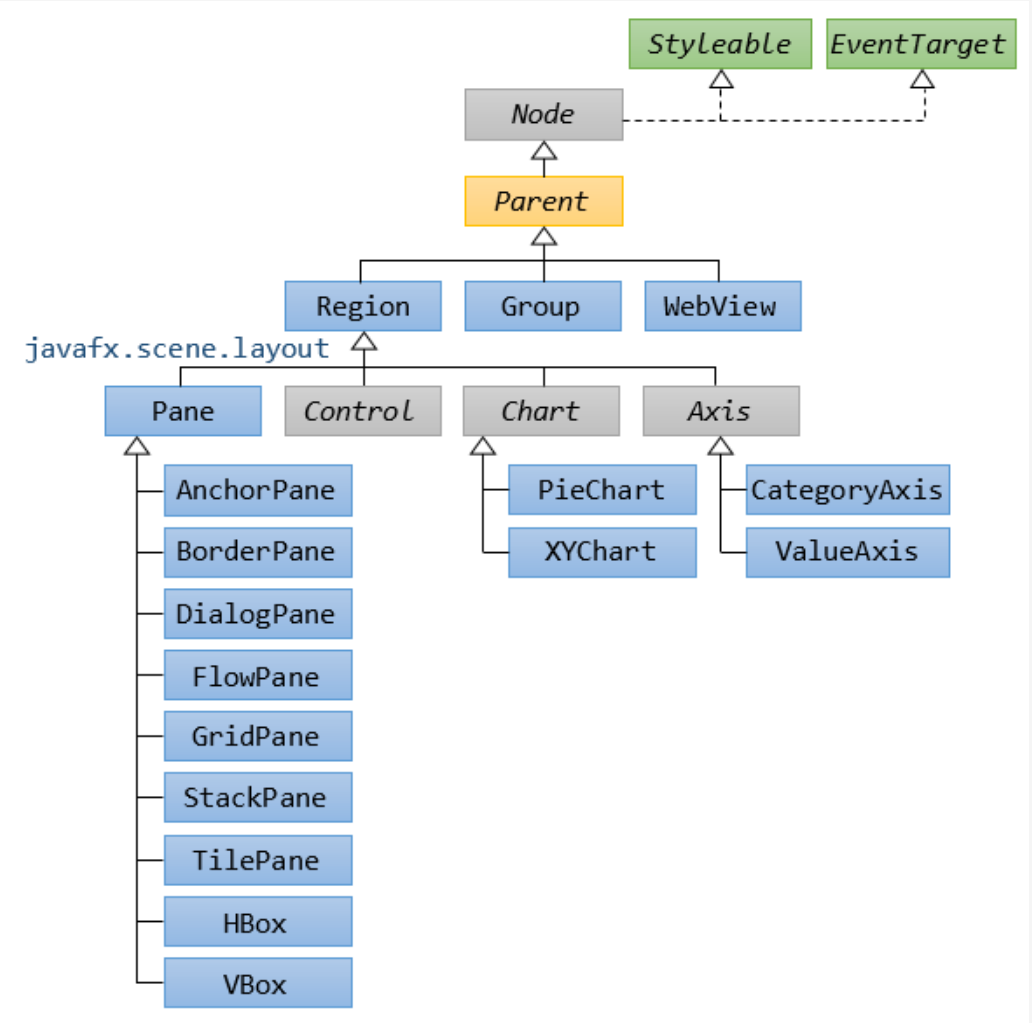 Styleable
EventTarget
Node
Parent
Region
Group
WebView
javafx.scene.layout
Pane
Control
Chart
Axis
AnchorPane
PieChart
CategoryAxis
BorderPane
XYChart
ValueAxis
DialogPane
FlowPane
GridPane
StackPane
TilePane
HBox
VBox